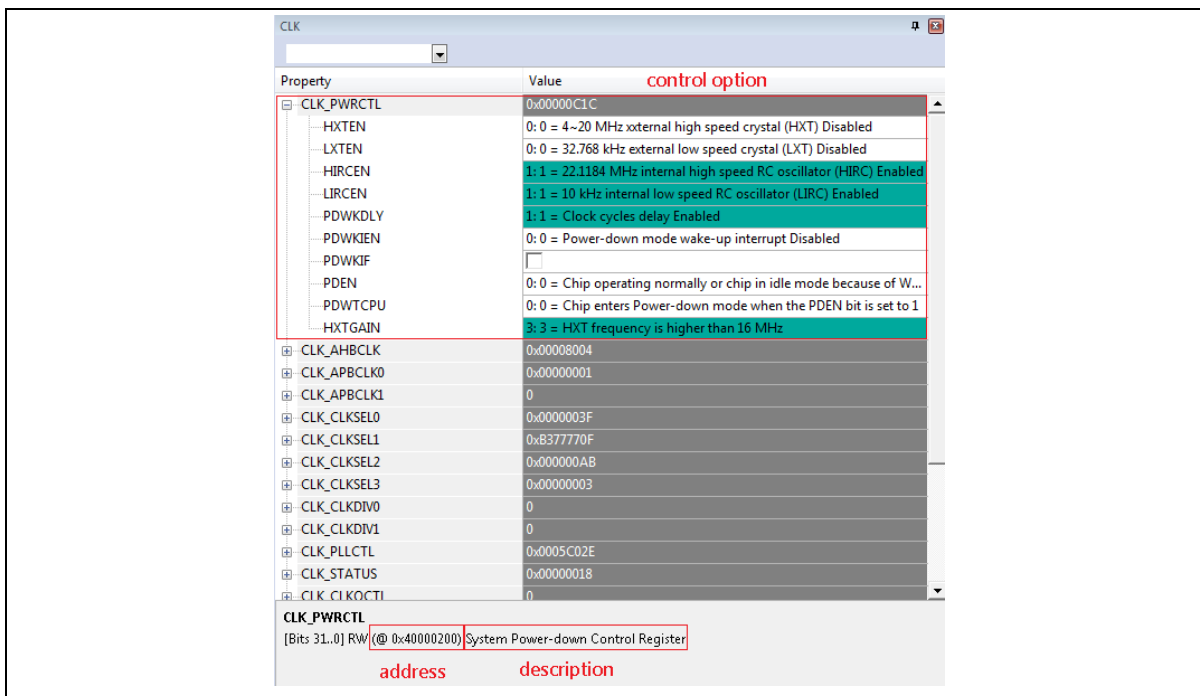 CLK
Property Value control option
CLK_PWRCTL 0x00000C1C
HXTEN 0: 0 = 4~20 MHz xxternal high speed crystal (HXT) Disabled
LXTEN 0: 0 = 32.768 kHz external low speed crystal (LXT) Disabled
HIRCEN 1: 1 = 22.1184 MHz internal high speed RC oscillator (HIRC) Enabled
LIRCEN 1: 1 = 10 kHz internal low speed RC oscillator (LIRC) Enabled
PDWKDLY 1: 1 = Clock cycles delay Enabled
PDWKIEN 0: 0 = Power-down mode wake-up interrupt Disabled
PDWKIF
PDEN 0: 0 = Chip operating normally or chip in idle mode because of W...
PDWTCPU 0: 0 = Chip enters Power-down mode when the PDEN bit is set to 1
HXTGAIN 3: 3 = HXT frequency is higher than 16 MHz
CLK_AHBCLK 0x00008004
CLK_APBCLK0 0x00000001
CLK_APBCLK1 0
CLK_CLKSEL0 0x0000003F
CLK_CLKSEL1 0xB377770F
CLK_CLKSEL2 0x000000AB
CLK_CLKSEL3 0x00000003
CLK_CLKDIV0 0
CLK_CLKDIV1 0
CLK_PLLCTL 0x0005C02E
CLK_STATUS 0x00000018
CLK_CLKOCTL 0
CLK_PWRCTL
[Bits 31..0] RW (@ 0x40000200) System Power-down Control Register
address description